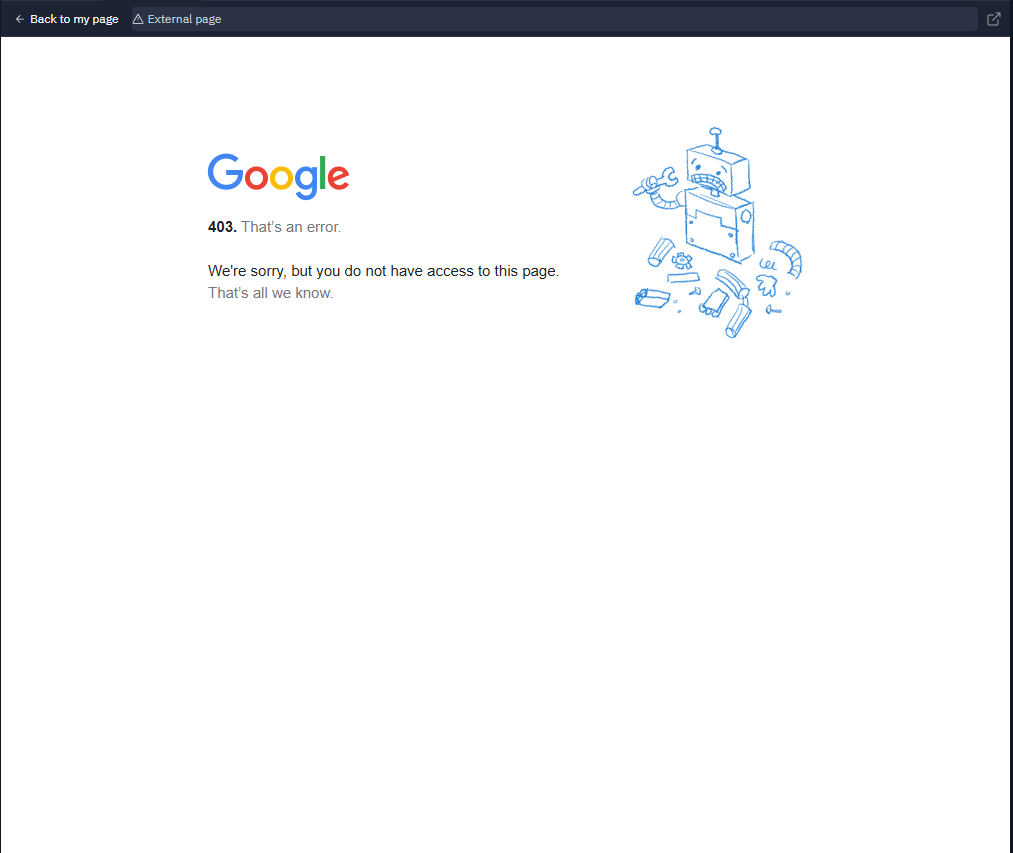 Back to my page
External page
Google
403. That’s an error.
We're sorry, but you do not have access to this page.
That’s all we know.